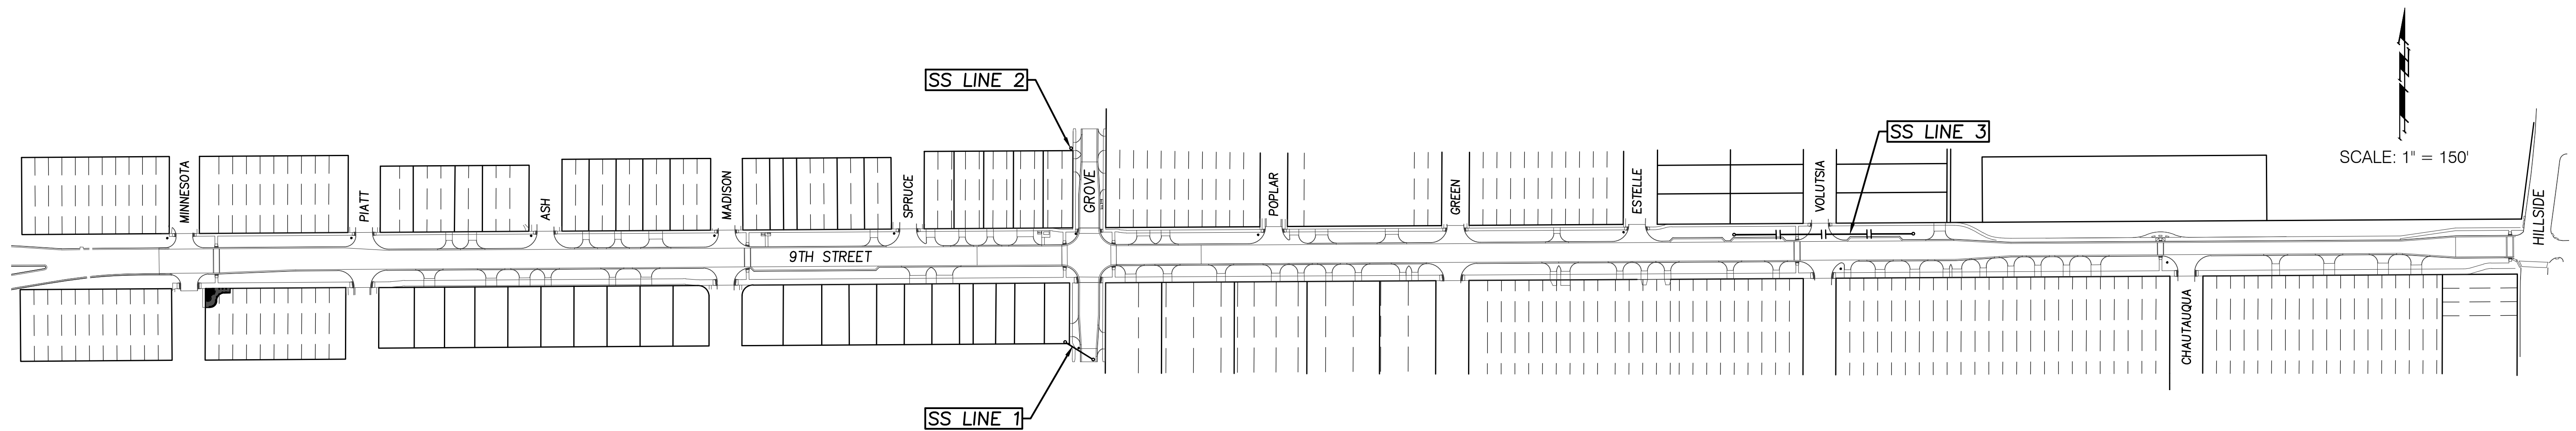 SS LINE 2
SS LINE 3
SCALE: 1" = 150'
MINNESOTA
PIATT
ASH
MADISON
SPRUCE
GROVE
POPLAR
GREEN
ESTELLE
VOLUTSIA
HILLSIDE
9TH STREET
CHAUTAUQUA
SS LINE 1